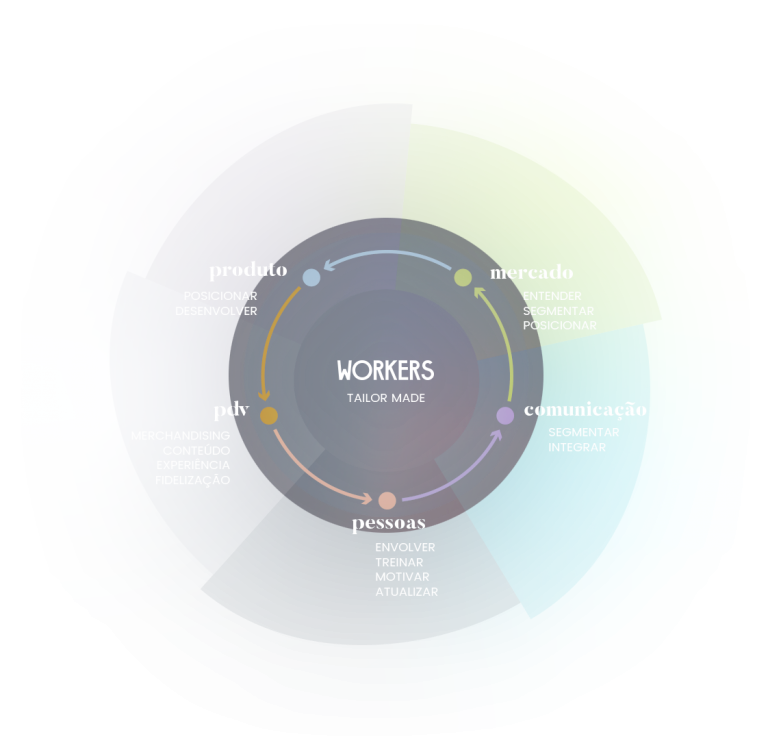 produto
POSICIONAR
DESENVOLVER
mercado
ENTENDER
SEGMENTAR
POSICIONAR
WORKERS
TAILOR MADE
pdv
MERCHANDISING
CONTEÚDO
EXPERIÊNCIA
FIDELIZAÇÃO
comunicação
SEGMENTAR
INTEGRAR
pessoas
ENVOLVER
TREINAR
MOTIVAR
ATUALIZAR